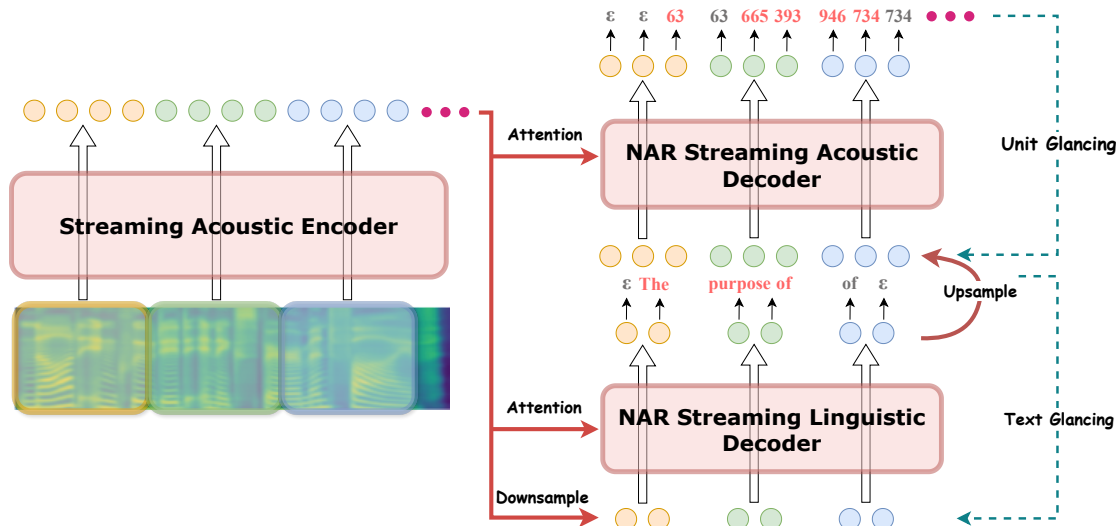 ε ε 63 63 665 393 946 734 734
Attention
NAR Streaming Acoustic
Decoder
Unit Glancing
Streaming Acoustic Encoder
ε The purpose of of ε
Upsample
Attention
NAR Streaming Linguistic
Decoder
Text Glancing
Downsample